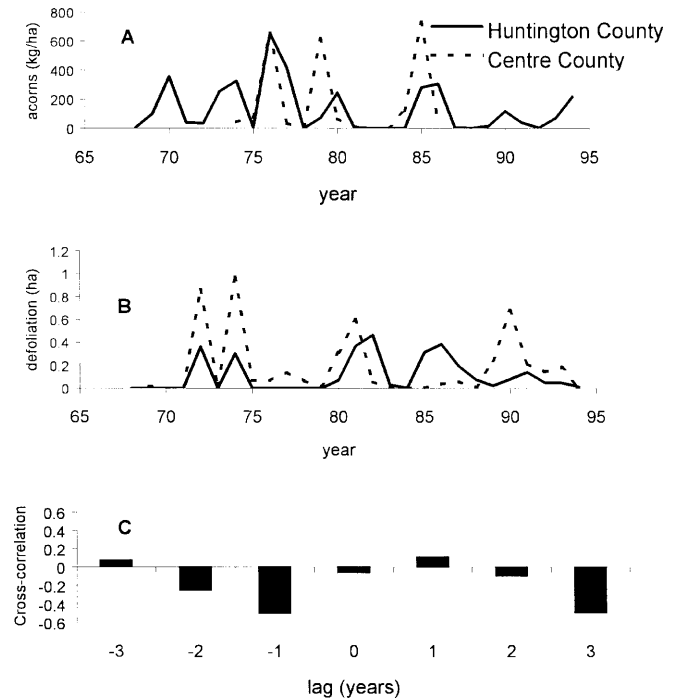 800
A
Huntington County
600
Centre County
400
200
0
acorns (kg/ha)
65 70 75 80 85 90 95
year
1.2
1
B
0.8
0.6
0.4
0.2
0
defoliation (ha)
65 70 75 80 85 90 95
year
0.6
C
0.4
0.2
0
-0.2
-0.4
-0.6
Cross-correlation
-3 -2 -1 0 1 2 3
lag (years)